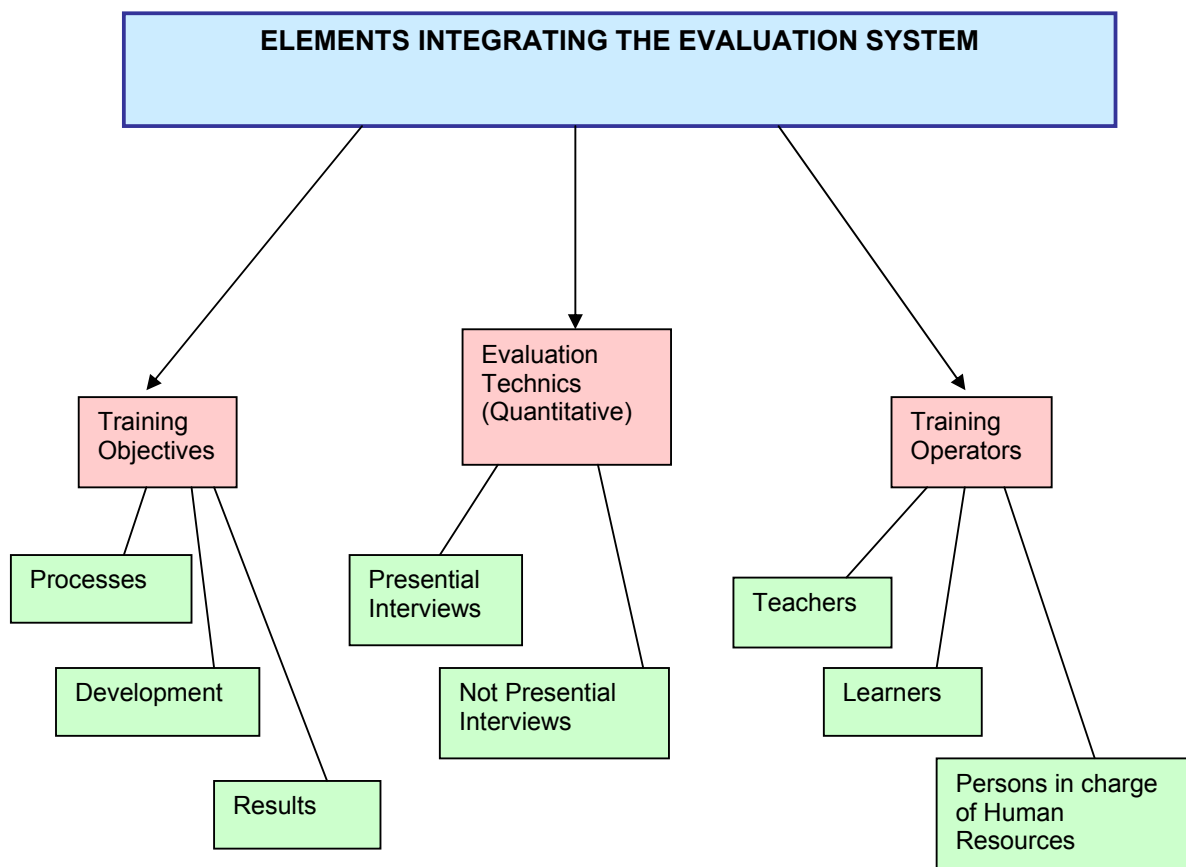 ELEMENTS INTEGRATING THE EVALUATION SYSTEM
Evaluation
Technics
(Quantitative)
Training
Objectives
Training
Operators
Processes
Presential
Interviews
Teachers
Development
Not Presential
Interviews
Learners
Results
Persons in charge
of Human
Resources